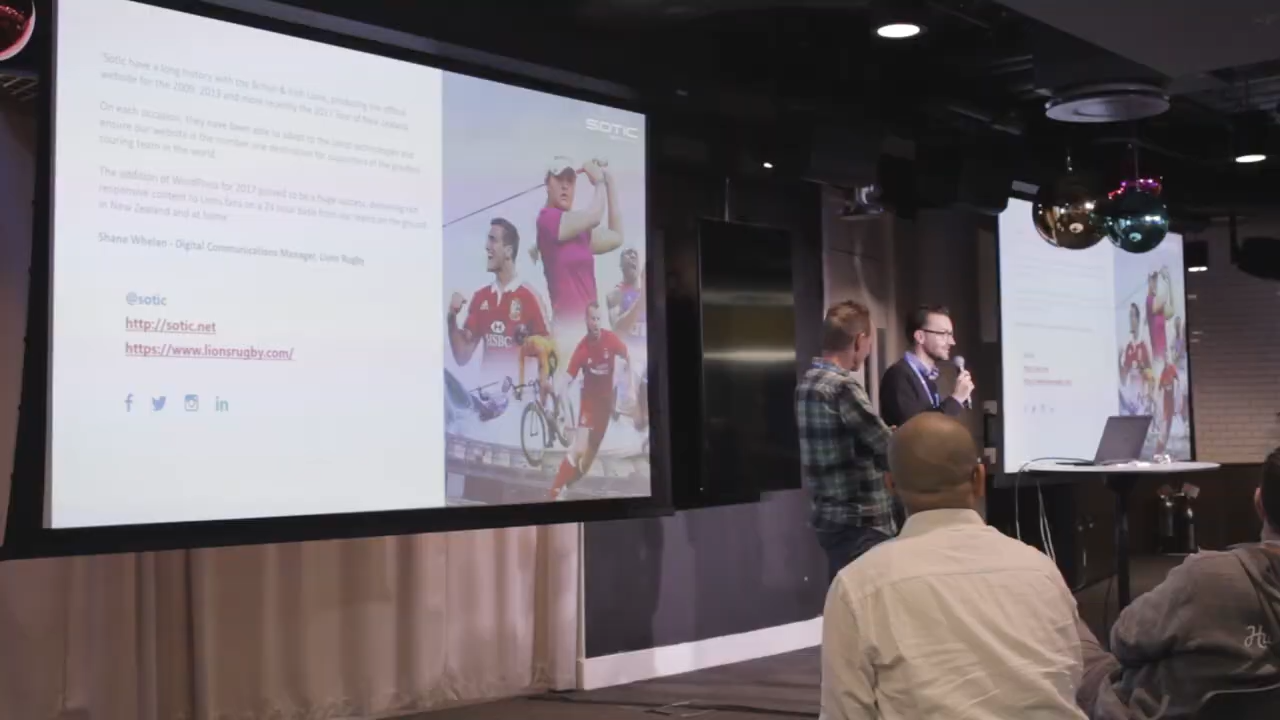 "Sotic have a long history with the British & Irish Lions, producing the official
website for the 2009, 2013 and more recently the 2017 Tour of New Zealand.
On each occasion, they have been able to adapt to the latest technologies and
ensure our website is the number one destination for supporters of the greatest
touring team in the world.
The addition of WordPress for 2017 proved to be a huge success, delivering rich
responsive content to Lions fans on a 24 hour basis from our teams on the ground
in New Zealand and at home
Shane Whelan - Digital Communications Manager, Lions Rugby
@sotic
http://sotic.net
https://www.lionsrugby.com/
SOTIC
HSBC